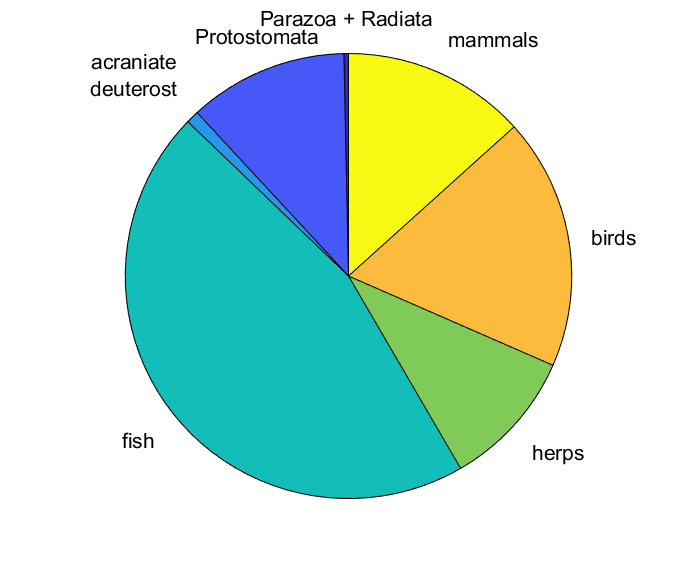 Parazoa + Radiata
Protostomata
mammals
acraniate
deuterost
birds
fish
herps